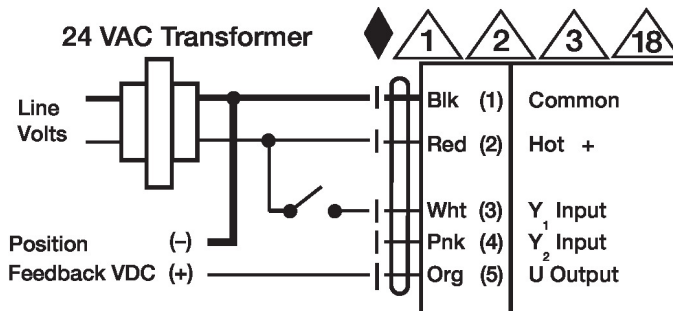 24 VAC Transformer
1 2 3 18
Line
Volts
Blk (1) Common
Red (2) Hot +
Wht (3) Y1 Input
Pnk (4) Y2 Input
Org (5) U Output
Position (–)
Feedback VDC (+)